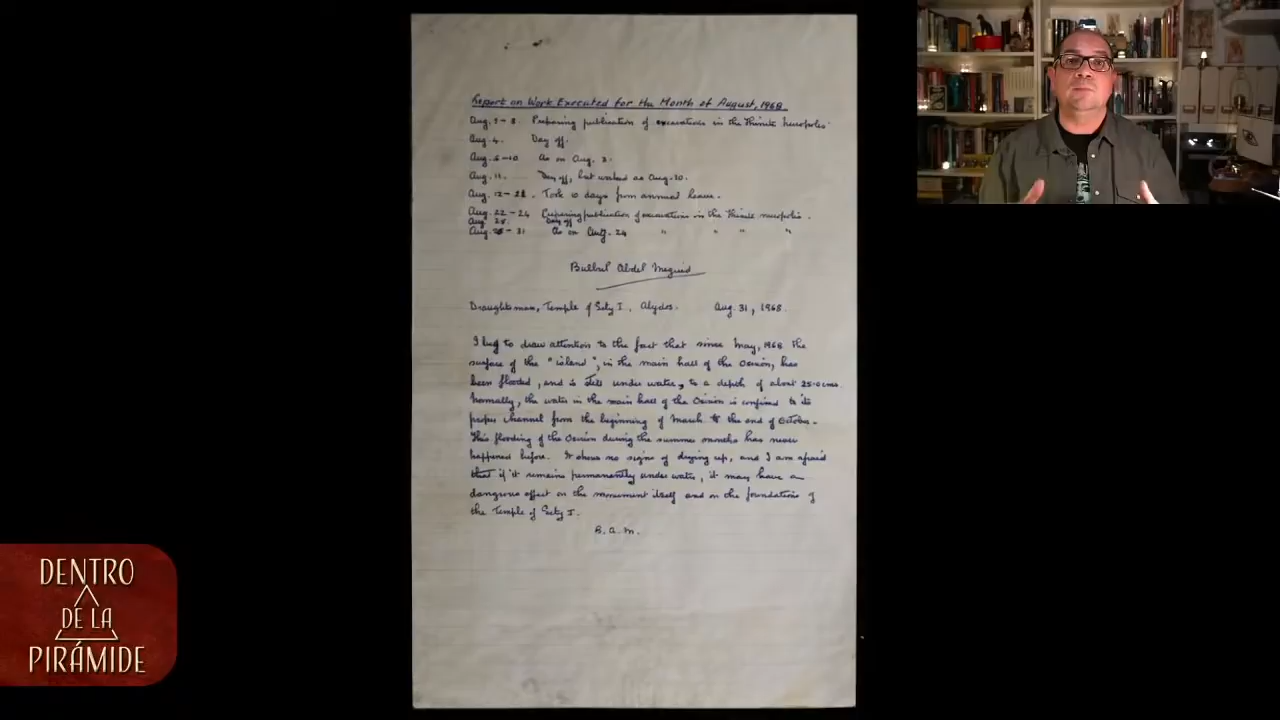 Report on Work Executed for the Month of August, 1968
Aug. 1-3. Preparing publication of excavations in the Thinite Necropolis.
Aug. 4. Day off.
Aug. 5-10 As on Aug. 3.
Aug. 11. Day off, but worked as Aug. 10.
Aug. 12-21. Took 10 days from annual leave.
Aug. 22-24 Preparing publication of excavations in the Thinite necropolis.
Aug. 25. Day off
Aug. 26-31 As on Aug. 24 " " " "
Bulbul Abdel Meguid
Draughtsman, Temple of Sety I, Abydos. Aug. 31, 1968.
I beg to draw attention to the fact that since May, 1968 the
surface of the "island", in the main hall of the Osirion, has
been flooded, and is still under water, to a depth of about 25.0 cms.
Normally, the water in the main hall of the Osirion is confined to its
proper channel from the beginning of March to the end of October.
This flooding of the Osirion during the summer months has never
happened before. It shows no signs of drying up, and I am afraid
that if it remains permanently under water, it may have a
dangerous effect on the monument itself and on the foundations of
the Temple of Sety I.
B. A. M.
DENTRO
DE LA
PIRÁMIDE